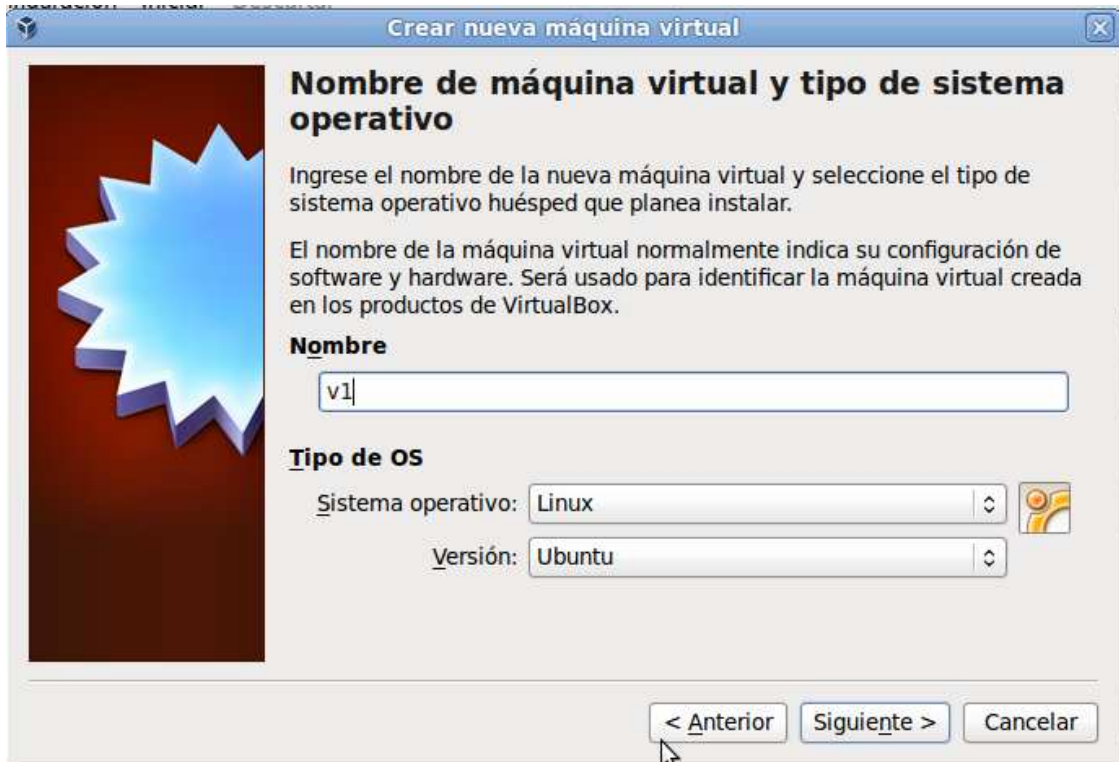 Crear nueva máquina virtual
Nombre de máquina virtual y tipo de sistema
operativo
Ingrese el nombre de la nueva máquina virtual y seleccione el tipo de
sistema operativo huésped que planea instalar.
El nombre de la máquina virtual normalmente indica su configuración de
software y hardware. Será usado para identificar la máquina virtual creada
en los productos de VirtualBox.
Nombre
v1
Tipo de OS
Sistema operativo: Linux
Versión: Ubuntu
< Anterior Siguiente > Cancelar